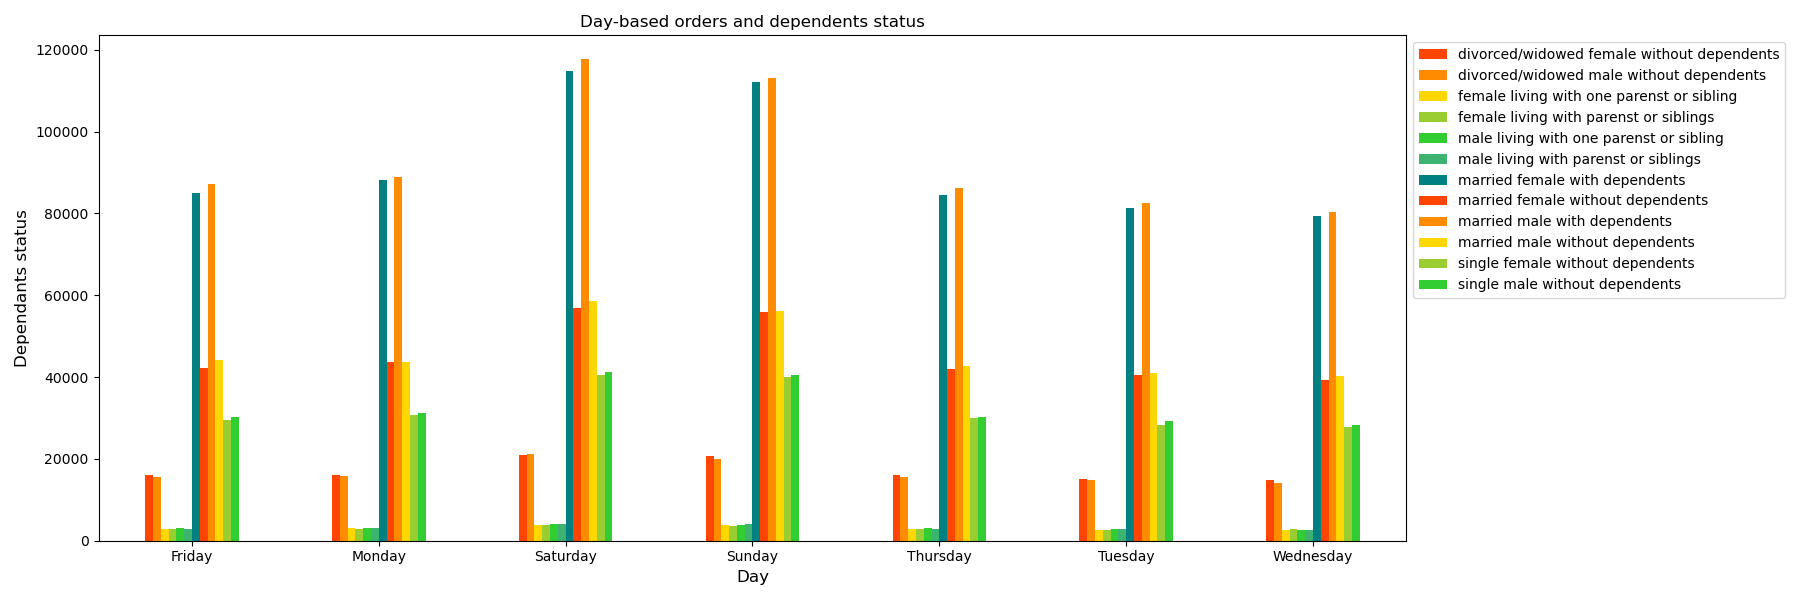 Day-based orders and dependents status
120000
100000
80000
60000
40000
20000
0
Dependants status
Friday
Monday
Saturday
Sunday
Thursday
Tuesday
Wednesday
Day
divorced/widowed female without dependents
divorced/widowed male without dependents
female living with one parenst or sibling
female living with parenst or siblings
male living with one parenst or sibling
male living with parenst or siblings
married female with dependents
married female without dependents
married male with dependents
married male without dependents
single female without dependents
single male without dependents